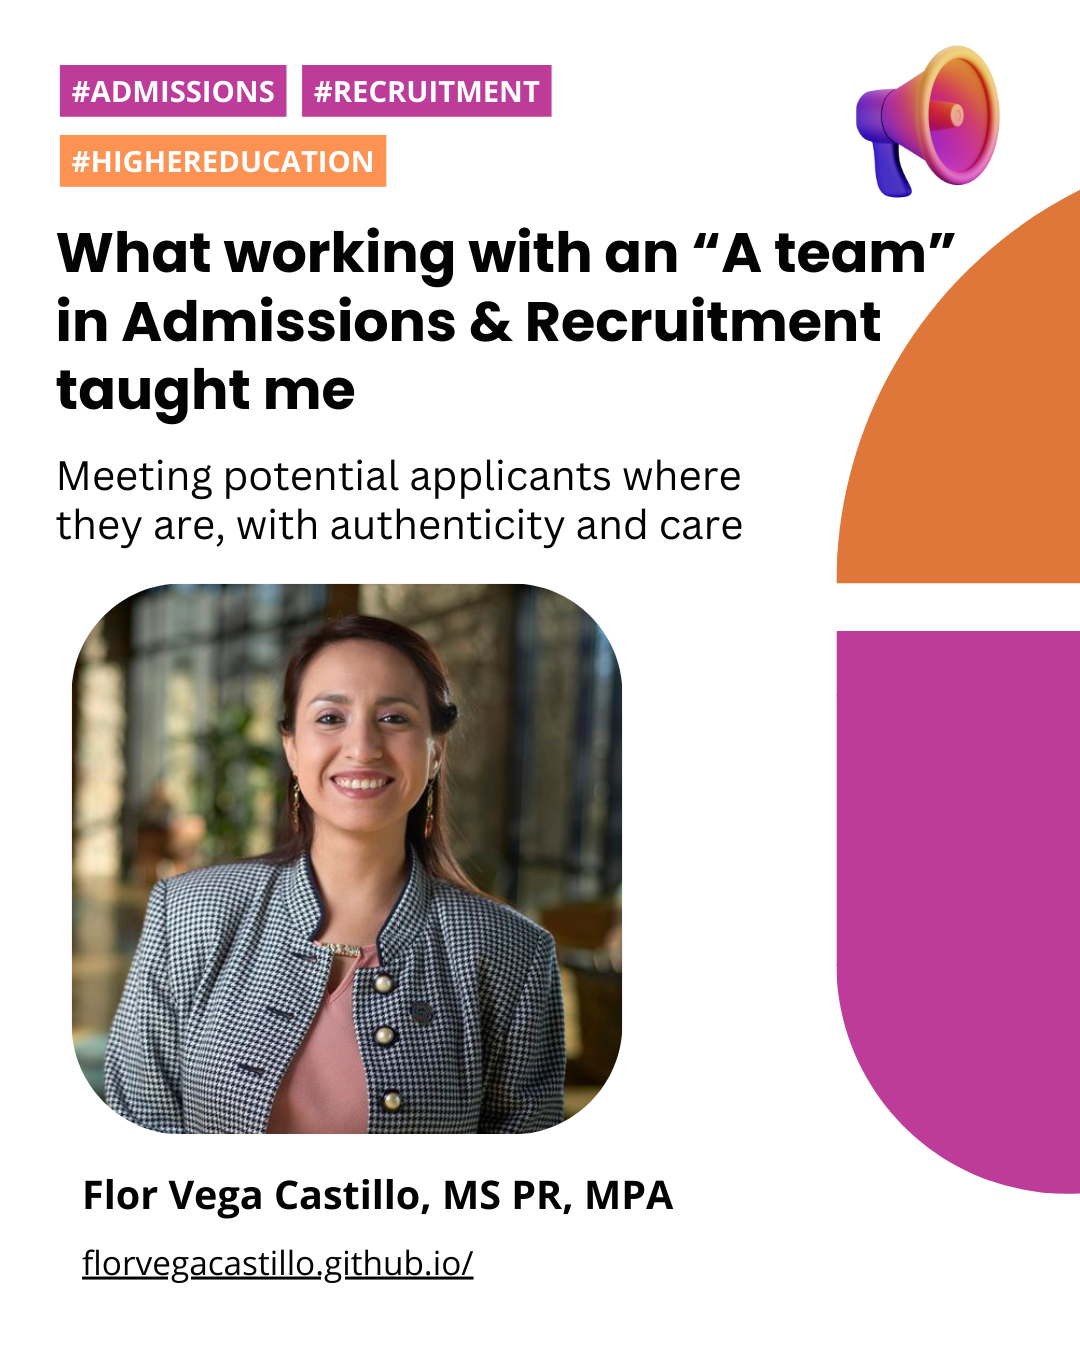 #ADMISSIONS #RECRUITMENT
#HIGHEREDUCATION
What working with an “A team”
in Admissions & Recruitment
taught me
Meeting potential applicants where
they are, with authenticity and care
Flor Vega Castillo, MS PR, MPA
florvegacastillo.github.io/